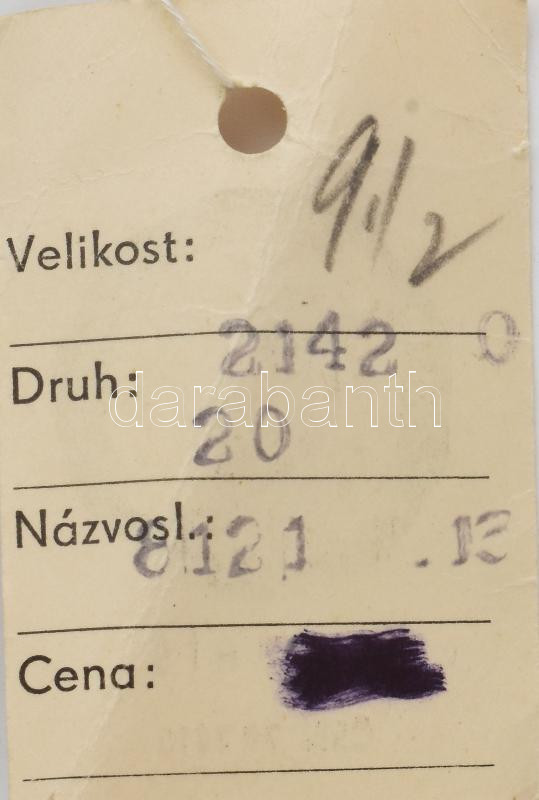 Velikost: 9 1/2
2142 0
Druh:
darabanth
20
Názvosl.: 8121 .13
Cena: